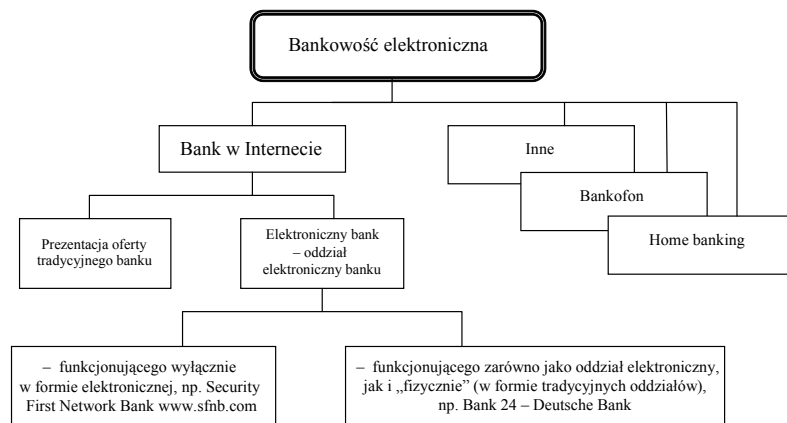 Bankowość elektroniczna
Bank w Internecie
Inne
Bankofon
Home banking
Prezentacja oferty
tradycyjnego banku
Elektroniczny bank
– oddział
elektroniczny banku
– funkcjonującego wyłącznie
w formie elektronicznej, np. Security
First Network Bank www.sfnb.com
– funkcjonującego zarówno jako oddział elektroniczny,
jak i „fizycznie” (w formie tradycyjnych oddziałów),
np. Bank 24 – Deutsche Bank